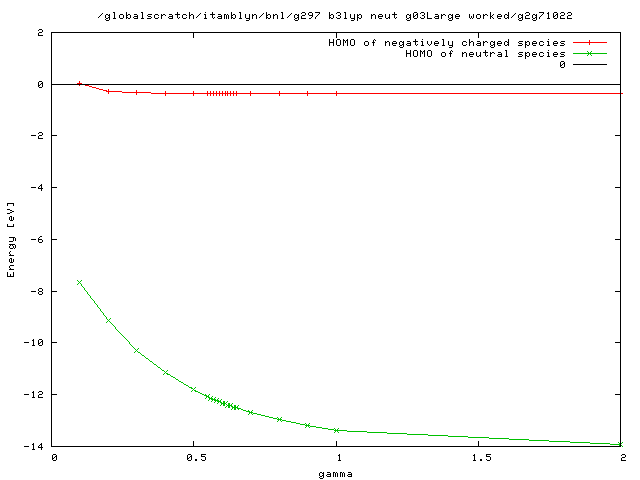 /globalscratch/itamblyn/bnl/g297 b3lyp neut g03Large worked/g2g71022
HOMO of negatively charged species
HOMO of neutral species
0
Energy [eV]
2
0
-2
-4
-6
-8
-10
-12
-14
0 0.5 1 1.5 2
gamma